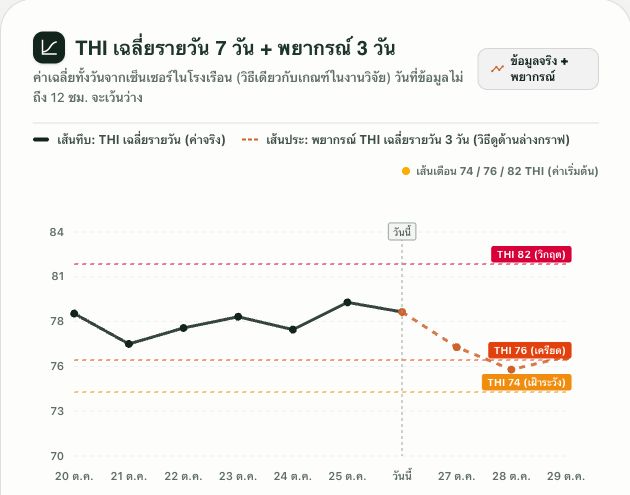 THI เฉลี่ยรายวัน 7 วัน + พยากรณ์ 3 วัน
ค่าเฉลี่ยทั้งวันจากเซ็นเซอร์ในโรงเรือน (วิธีเดียวกับเกณฑ์ในงานวิจัย) วันที่ข้อมูลไม่
ถึง 12 ชม. จะเว้นว่าง
ข้อมูลจริง +
พยากรณ์
เส้นทึบ: THI เฉลี่ยรายวัน (ค่าจริง)
เส้นประ: พยากรณ์ THI เฉลี่ยรายวัน 3 วัน (วิธีดูด้านล่างกราฟ)
เส้นเตือน 74 / 76 / 82 THI (ค่าเริ่มต้น)
84
วันนี้
THI 82 (วิกฤต)
81
78
THI 76 (เครียด)
76
THI 74 (เฝ้าระวัง)
73
70
20 ต.ค. 21 ต.ค. 22 ต.ค. 23 ต.ค. 24 ต.ค. 25 ต.ค. วันนี้ 27 ต.ค. 28 ต.ค. 29 ต.ค.